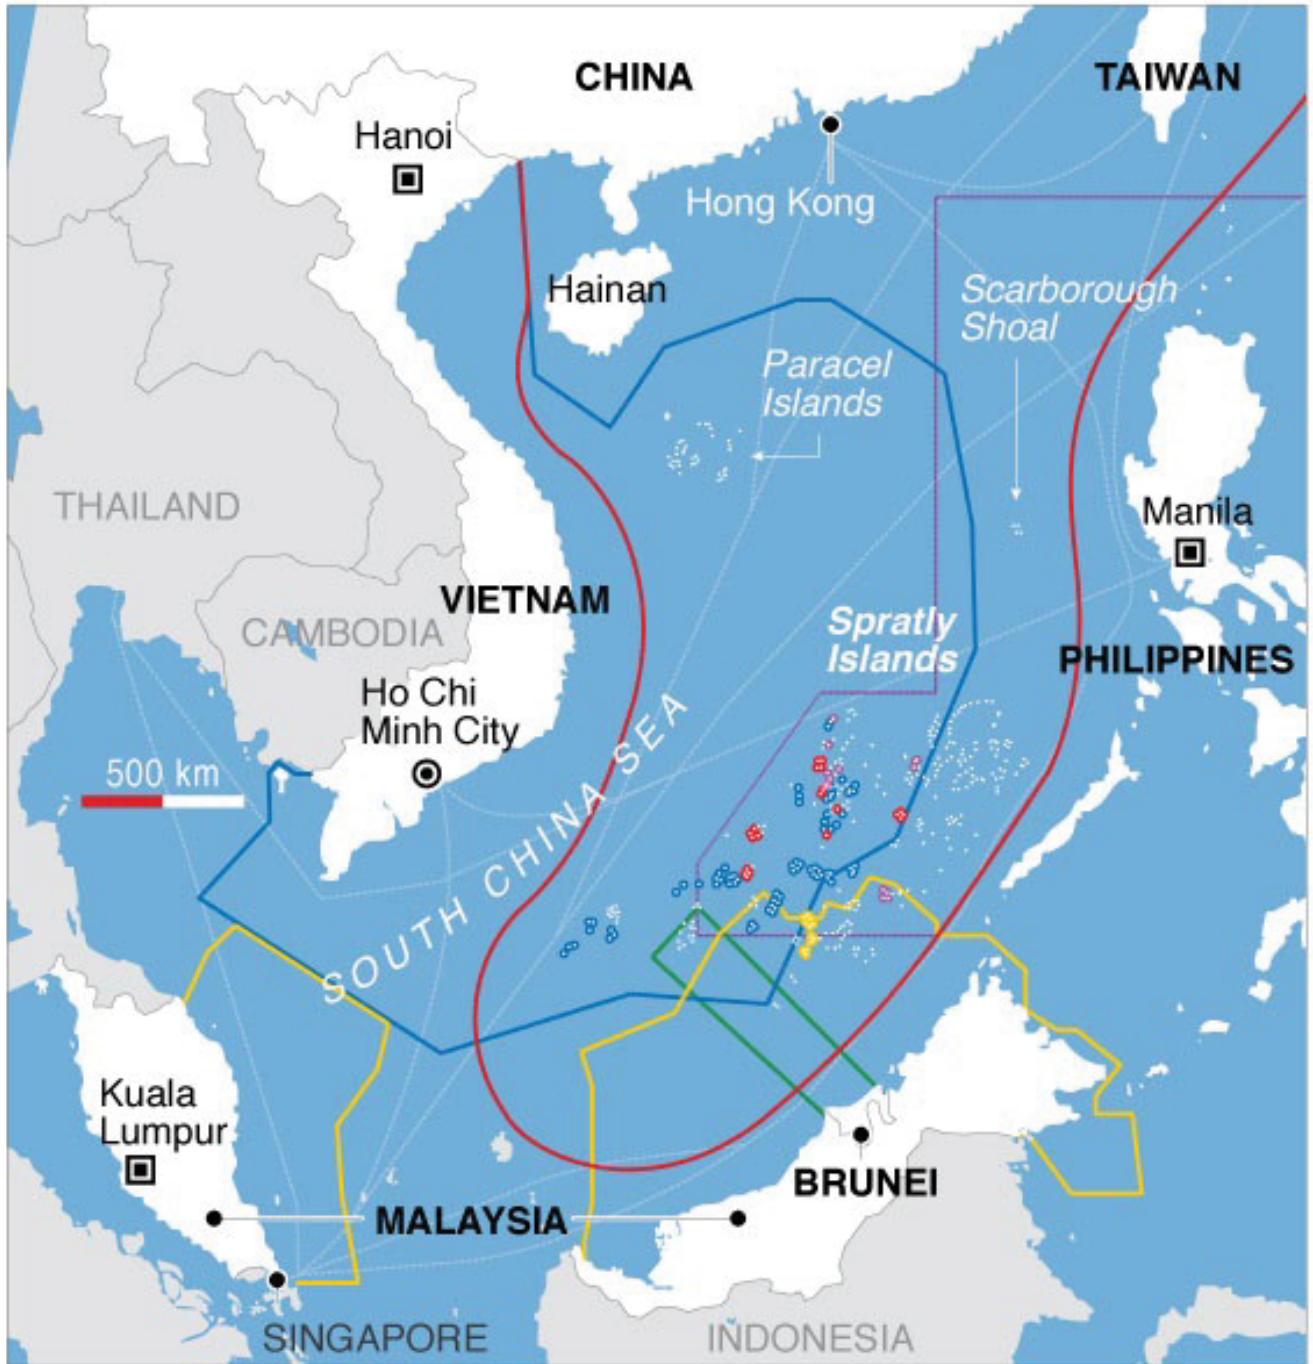 CHINA
TAIWAN
Hanoi
Hong Kong
Hainan
Scarborough
Shoal
Paracel
Islands
THAILAND
Manila
VIETNAM
CAMBODIA
Spratly
Islands
PHILIPPINES
Ho Chi
Minh City
500 km
SOUTH CHINA SEA
Kuala
Lumpur
BRUNEI
MALAYSIA
SINGAPORE
INDONESIA